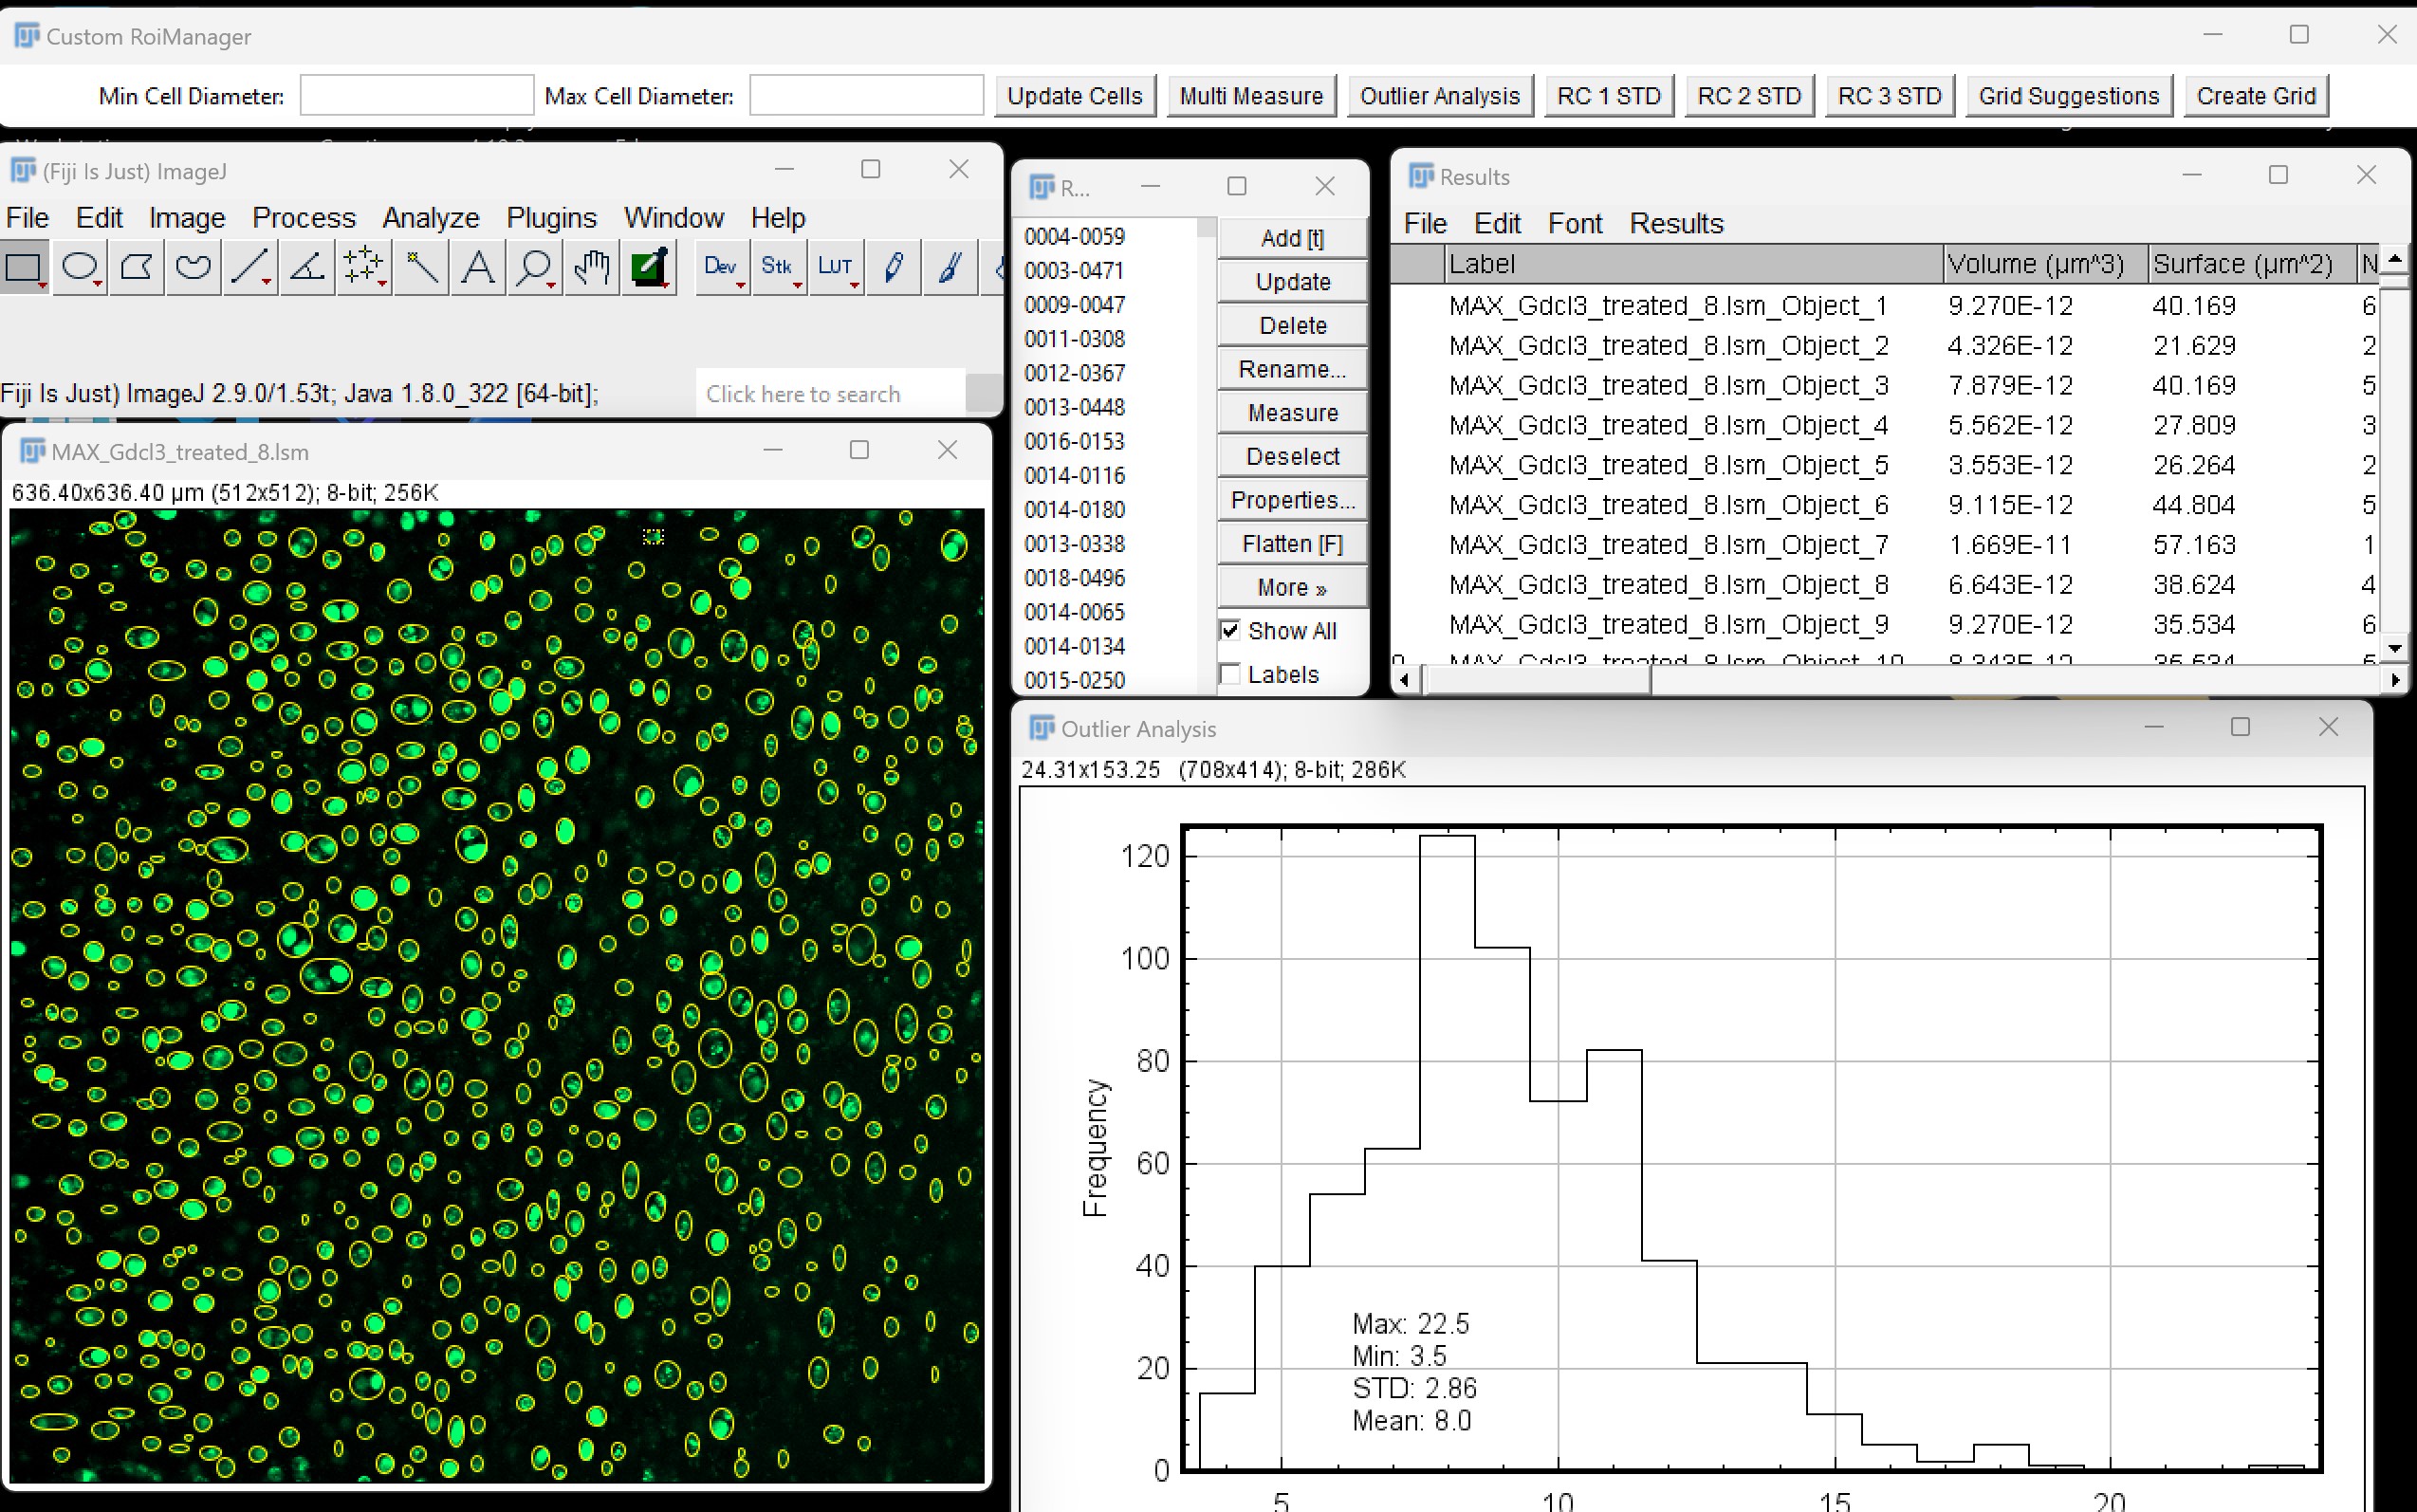 Custom RoiManager
Min Cell Diameter: Max Cell Diameter: Update Cells Multi Measure Outlier Analysis RC 1 STD RC 2 STD RC 3 STD Grid Suggestions Create Grid
(Fiji Is Just) ImageJ
File Edit Image Process Analyze Plugins Window Help
Dev Stk LUT
Fiji Is Just) ImageJ 2.9.0/1.53t; Java 1.8.0_322 [64-bit]; Click here to search
R...
0004-0059
0003-0471
0009-0047
0011-0308
0012-0367
0013-0448
0016-0153
0014-0116
0014-0180
0013-0338
0018-0496
0014-0065
0014-0134
0015-0250
Add [t]
Update
Delete
Rename...
Measure
Deselect
Properties...
Flatten [F]
More »
Show All
Labels
Results
File Edit Font Results
Label Volume (µm^3) Surface (µm^2) N
MAX_Gdcl3_treated_8.lsm_Object_1 9.270E-12 40.169 6
MAX_Gdcl3_treated_8.lsm_Object_2 4.326E-12 21.629 2
MAX_Gdcl3_treated_8.lsm_Object_3 7.879E-12 40.169 5
MAX_Gdcl3_treated_8.lsm_Object_4 5.562E-12 27.809 3
MAX_Gdcl3_treated_8.lsm_Object_5 3.553E-12 26.264 2
MAX_Gdcl3_treated_8.lsm_Object_6 9.115E-12 44.804 5
MAX_Gdcl3_treated_8.lsm_Object_7 1.669E-11 57.163 1
MAX_Gdcl3_treated_8.lsm_Object_8 6.643E-12 38.624 4
MAX_Gdcl3_treated_8.lsm_Object_9 9.270E-12 35.534 6
MAX_Gdcl3_treated_8.lsm_Object_10 8.343E-12 35.534 5
MAX_Gdcl3_treated_8.lsm
636.40x636.40 µm (512x512); 8-bit; 256K
Outlier Analysis
24.31x153.25 (708x414); 8-bit; 286K
120
100
80
60
40
20
0
Frequency
Max: 22.5
Min: 3.5
STD: 2.86
Mean: 8.0
5 10 15 20